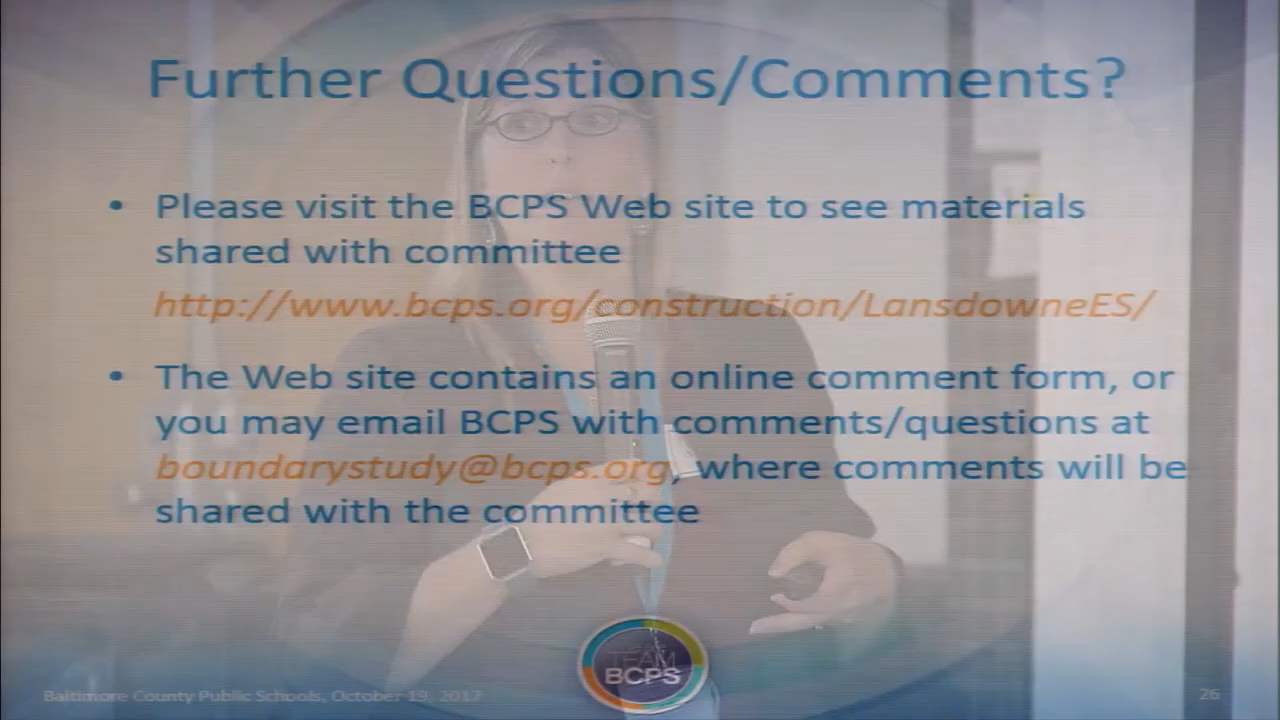 Further Questions/Comments?
• Please visit the BCPS Web site to see materials
shared with committee
http://www.bcps.org/construction/LansdowneES/
• The Web site contains an online comment form, or
you may email BCPS with comments/questions at
boundarystudy@bcps.org, where comments will be
shared with the committee
TEAM
BCPS
Baltimore County Public Schools, October 19, 2017
26